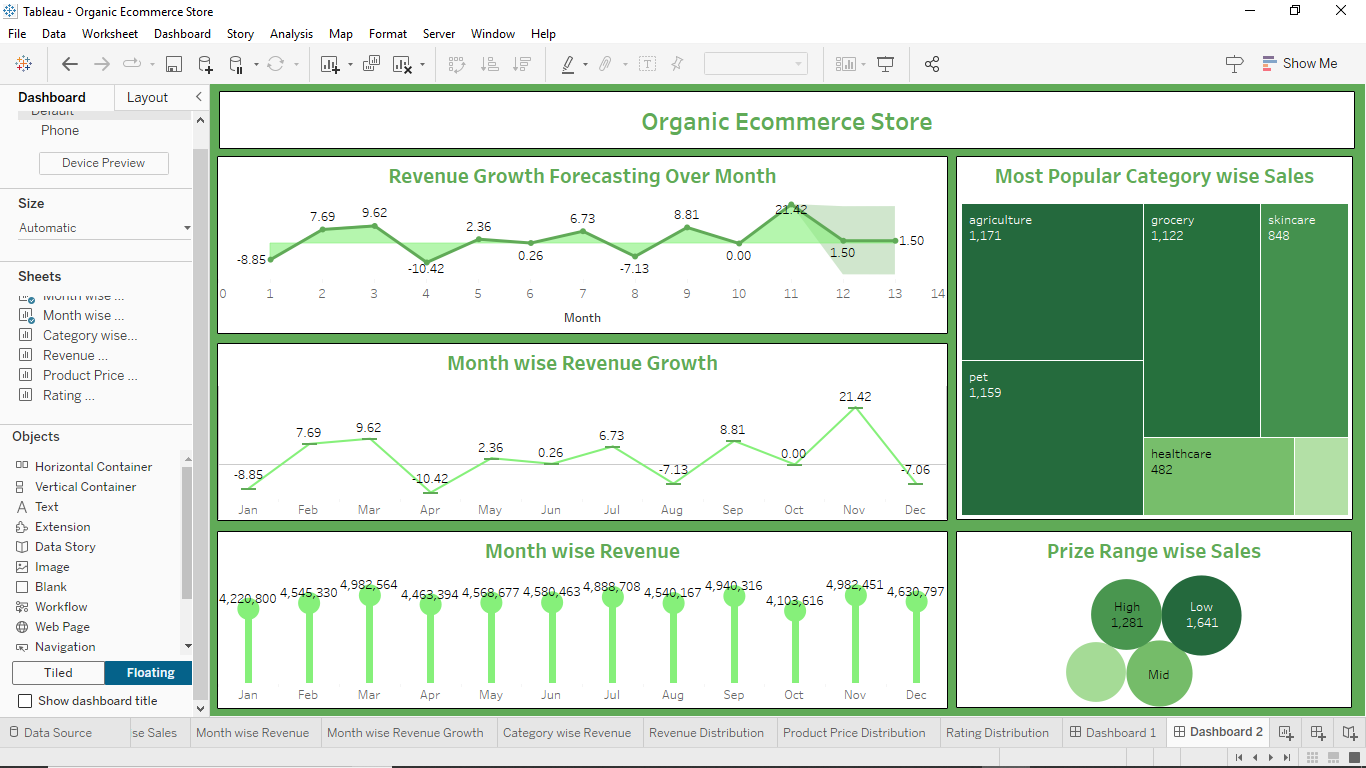 Tableau - Organic Ecommerce Store
File Data Worksheet Dashboard Story Analysis Map Format Server Window Help
Show Me
Dashboard Layout
Default
Phone
Device Preview
Size
Automatic
Sheets
Month wise ...
Month wise ...
Category wise...
Revenue ...
Product Price ...
Rating ...
Objects
Horizontal Container
Vertical Container
Text
Extension
Data Story
Image
Blank
Workflow
Web Page
Navigation
Tiled Floating
Show dashboard title
Organic Ecommerce Store
Revenue Growth Forecasting Over Month
-8.85 7.69 9.62 -10.42 2.36 0.26 6.73 -7.13 8.81 0.00 21.42 1.50 1.50
0 1 2 3 4 5 6 7 8 9 10 11 12 13 14
Month
Month wise Revenue Growth
-8.85 7.69 9.62 -10.42 2.36 0.26 6.73 -7.13 8.81 0.00 21.42 -7.06
Jan Feb Mar Apr May Jun Jul Aug Sep Oct Nov Dec
Month wise Revenue
4,220,800 4,545,330 4,982,564 4,463,394 4,568,677 4,580,463 4,888,708 4,540,167 4,940,316 4,103,616 4,982,451 4,630,797
Jan Feb Mar Apr May Jun Jul Aug Sep Oct Nov Dec
Most Popular Category wise Sales
agriculture
1,171
grocery
1,122
skincare
848
pet
1,159
healthcare
482
Prize Range wise Sales
High
1,281
Low
1,641
Mid
Data Source se Sales Month wise Revenue Month wise Revenue Growth Category wise Revenue Revenue Distribution Product Price Distribution Rating Distribution Dashboard 1 Dashboard 2